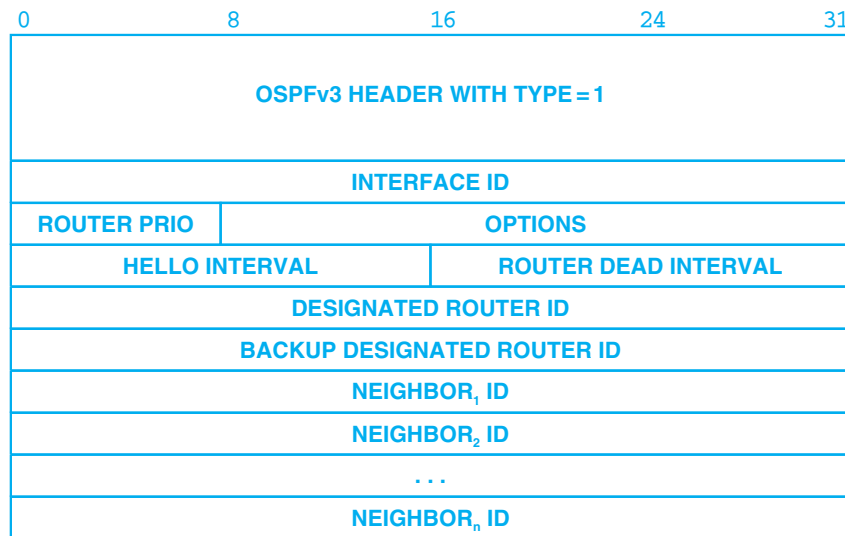 0 8 16 24 31
OSPFv3 HEADER WITH TYPE = 1
INTERFACE ID
ROUTER PRIO OPTIONS
HELLO INTERVAL ROUTER DEAD INTERVAL
DESIGNATED ROUTER ID
BACKUP DESIGNATED ROUTER ID
NEIGHBOR₁ ID
NEIGHBOR₂ ID
. . .
NEIGHBORₙ ID